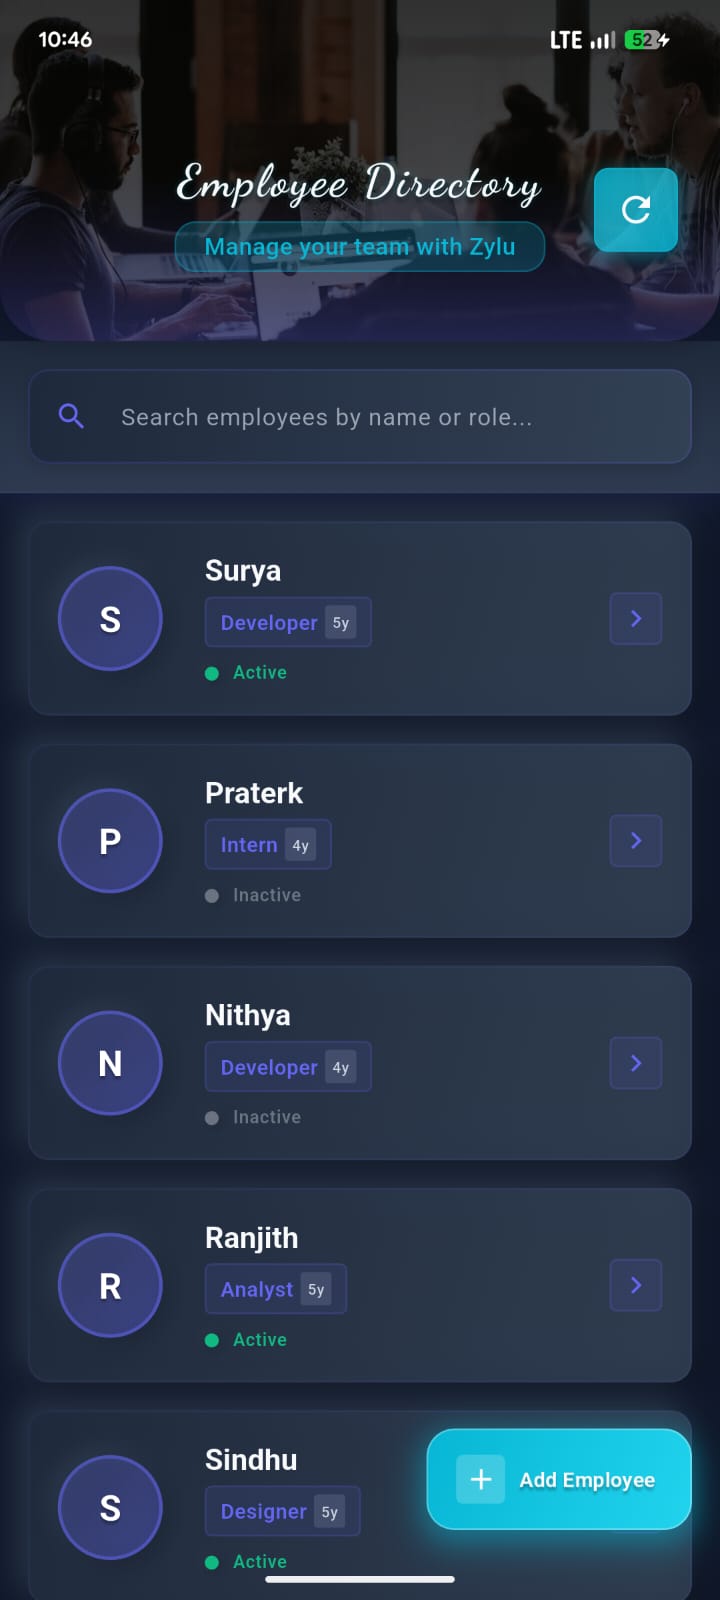 10:46 LTE 52
Employee Directory
Manage your team with Zylu
Search employees by name or role...
S
Surya
Developer 5y
Active
P
Praterk
Intern 4y
Inactive
N
Nithya
Developer 4y
Inactive
R
Ranjith
Analyst 5y
Active
S
Sindhu
Designer 5y
Active
Add Employee